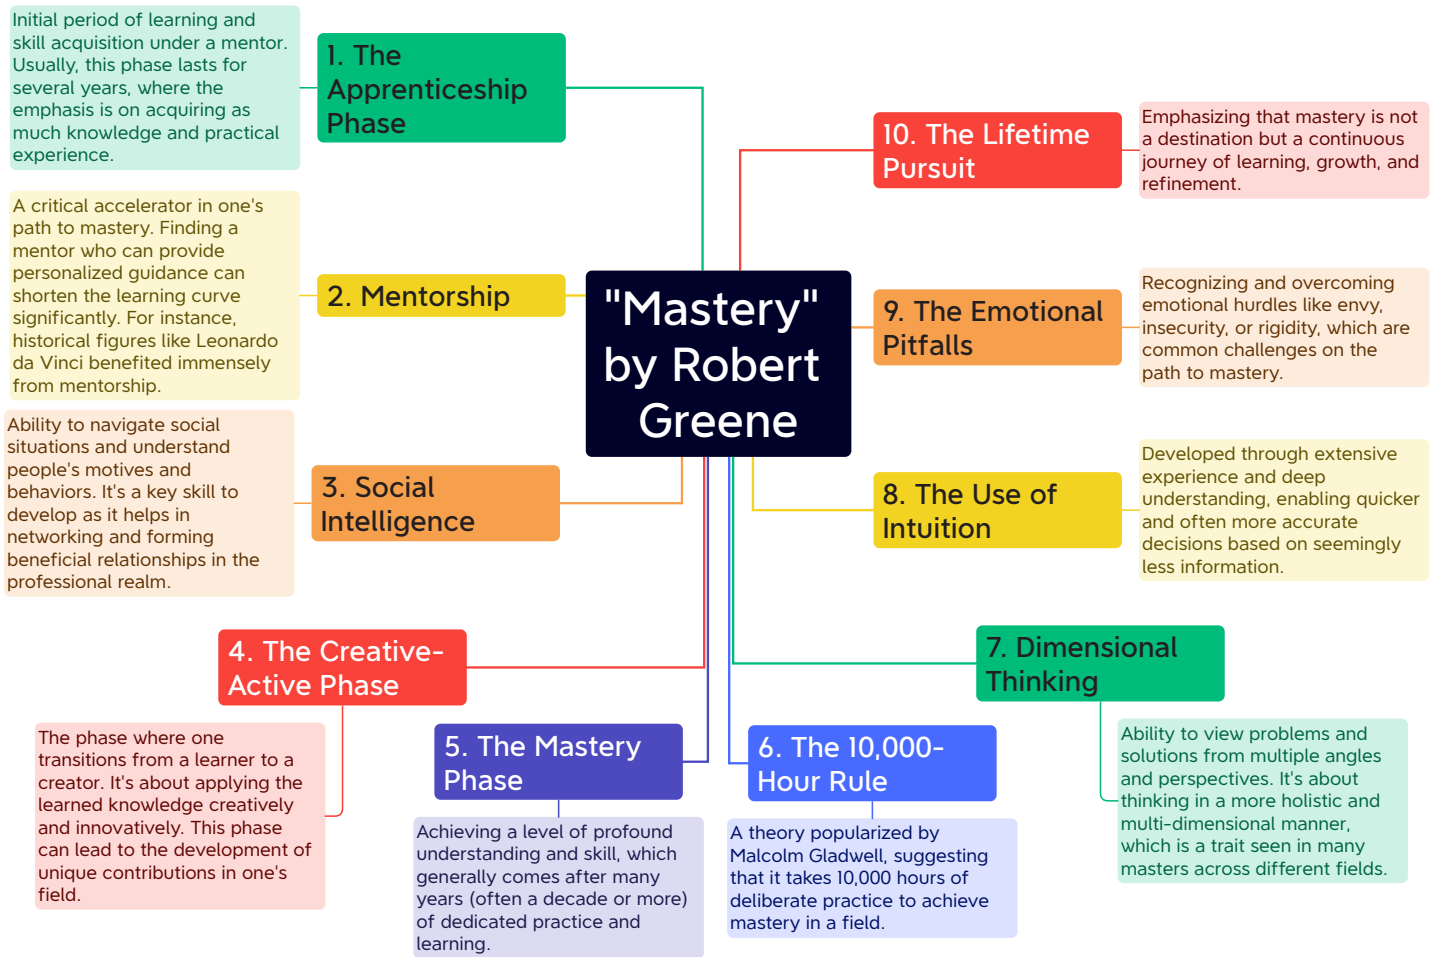 "Mastery"
by Robert
Greene
1. The
Apprenticeship
Phase
Initial period of learning and
skill acquisition under a mentor.
Usually, this phase lasts for
several years, where the
emphasis is on acquiring as
much knowledge and practical
experience.
2. Mentorship
A critical accelerator in one's
path to mastery. Finding a
mentor who can provide
personalized guidance can
shorten the learning curve
significantly. For instance,
historical figures like Leonardo
da Vinci benefited immensely
from mentorship.
3. Social
Intelligence
Ability to navigate social
situations and understand
people's motives and
behaviors. It's a key skill to
develop as it helps in
networking and forming
beneficial relationships in the
professional realm.
4. The Creative-
Active Phase
The phase where one
transitions from a learner to a
creator. It's about applying the
learned knowledge creatively
and innovatively. This phase
can lead to the development of
unique contributions in one's
field.
5. The Mastery
Phase
Achieving a level of profound
understanding and skill, which
generally comes after many
years (often a decade or more)
of dedicated practice and
learning.
6. The 10,000-
Hour Rule
A theory popularized by
Malcolm Gladwell, suggesting
that it takes 10,000 hours of
deliberate practice to achieve
mastery in a field.
7. Dimensional
Thinking
Ability to view problems and
solutions from multiple angles
and perspectives. It's about
thinking in a more holistic and
multi-dimensional manner,
which is a trait seen in many
masters across different fields.
8. The Use of
Intuition
Developed through extensive
experience and deep
understanding, enabling quicker
and often more accurate
decisions based on seemingly
less information.
9. The Emotional
Pitfalls
Recognizing and overcoming
emotional hurdles like envy,
insecurity, or rigidity, which are
common challenges on the
path to mastery.
10. The Lifetime
Pursuit
Emphasizing that mastery is not
a destination but a continuous
journey of learning, growth, and
refinement.